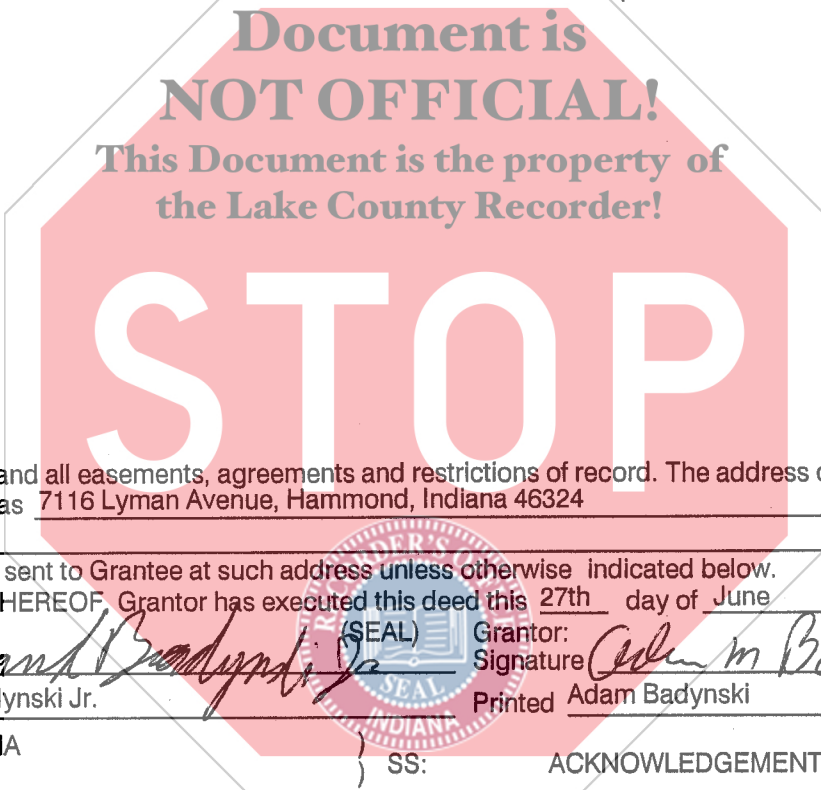 Document is
NOT OFFICIAL!
This Document is the property of
the Lake County Recorder!
STOP
and all easements, agreements and restrictions of record. The address
as 7116 Lyman Avenue, Hammond, Indiana 46324
sent to Grantee at such address unless otherwise indicated below.
HEREOF, Grantor has executed this deed this 27th day of June
(SEAL) Grantor:
Signature Adam M
ynski Jr. Printed Adam Badynski
SEAL
INDIANA
SS: ACKNOWLEDGEMENT